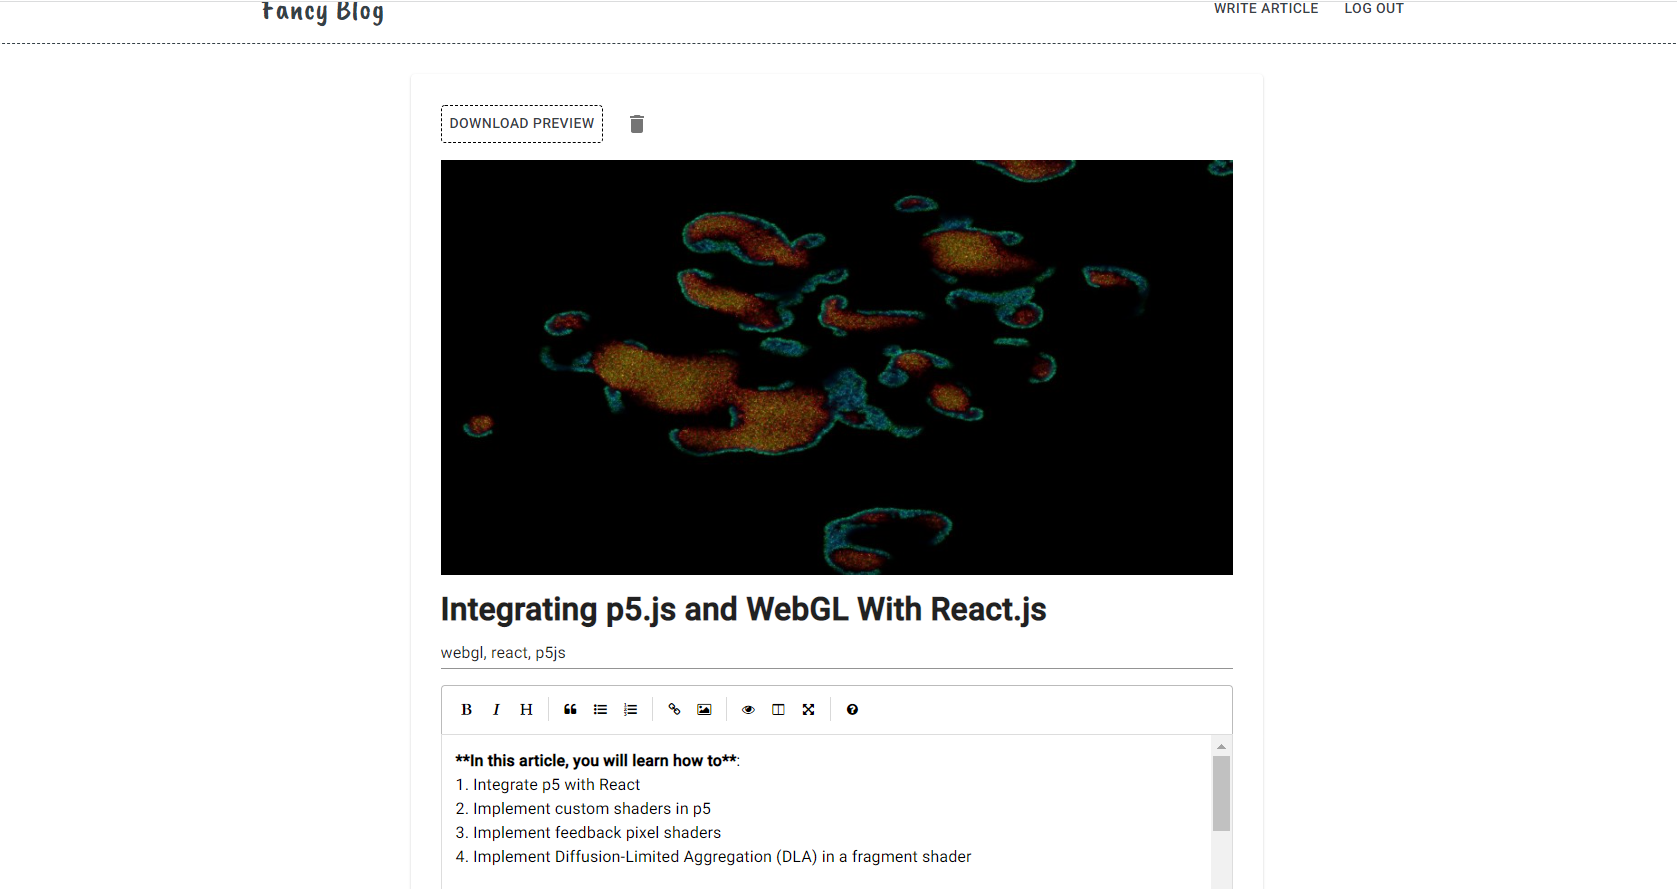 Fancy Blog
WRITE ARTICLE LOG OUT
DOWNLOAD PREVIEW
Integrating p5.js and WebGL With React.js
webgl, react, p5js
B I H
**In this article, you will learn how to**:
1. Integrate p5 with React
2. Implement custom shaders in p5
3. Implement feedback pixel shaders
4. Implement Diffusion-Limited Aggregation (DLA) in a fragment shader